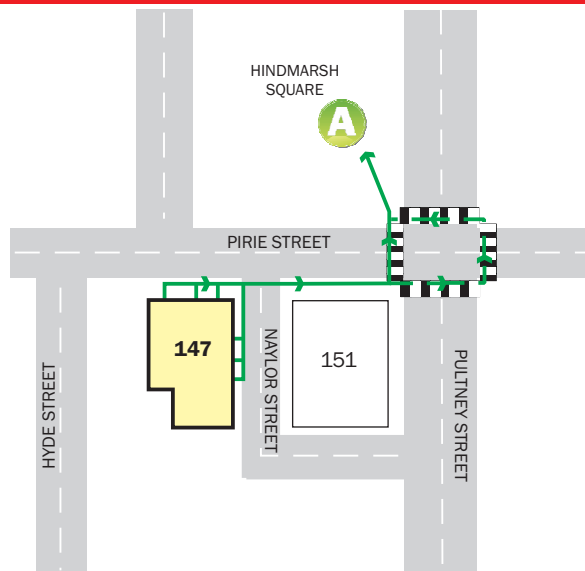 HINDMARSH
SQUARE
A
PIRIE STREET
147
151
HYDE STREET
NAYLOR STREET
PULTNEY STREET